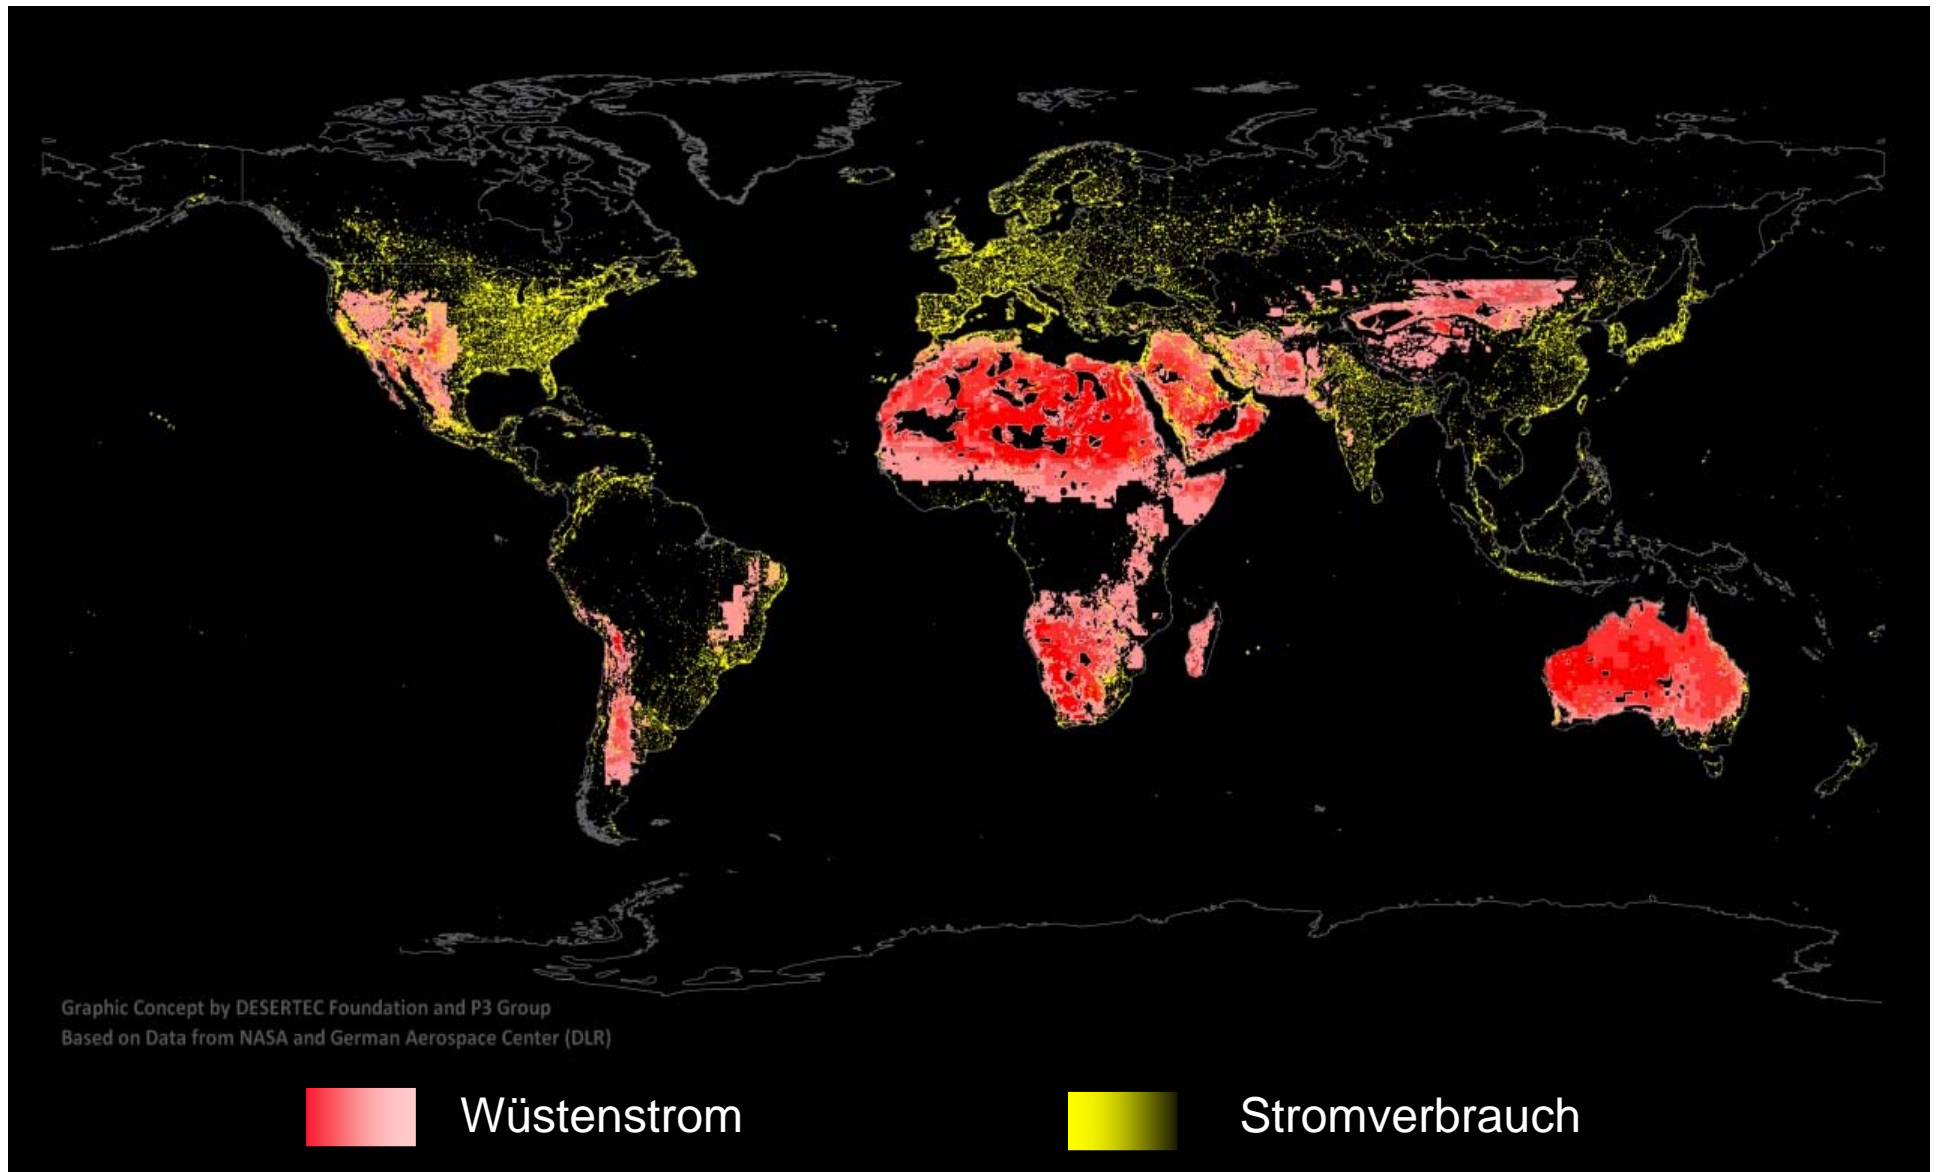 Graphic Concept by DESERTEC Foundation and P3 Group
Based on Data from NASA and German Aerospace Center (DLR)
Wüstenstrom
Stromverbrauch